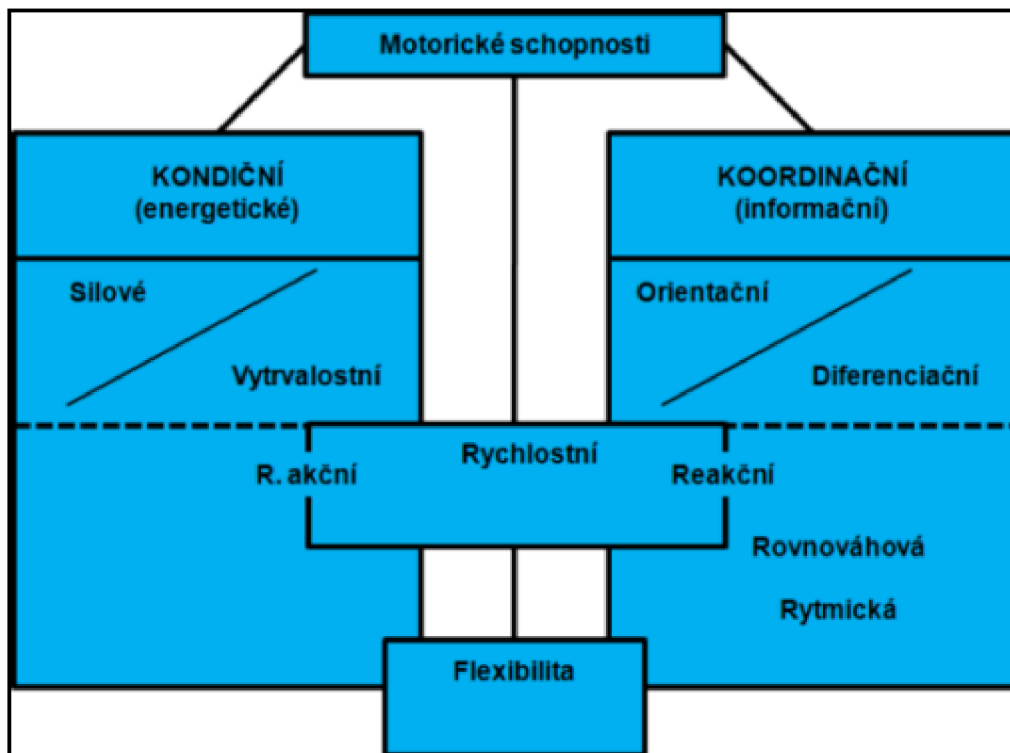 Motorické schopnosti
KONDIČNÍ
(energetické)
KOORDINAČNÍ
(informační)
Silové
Vytrvalostní
Orientační
Diferenciační
Rychlostní
R. akční
Reakční
Rovnováhová
Rytmická
Flexibilita